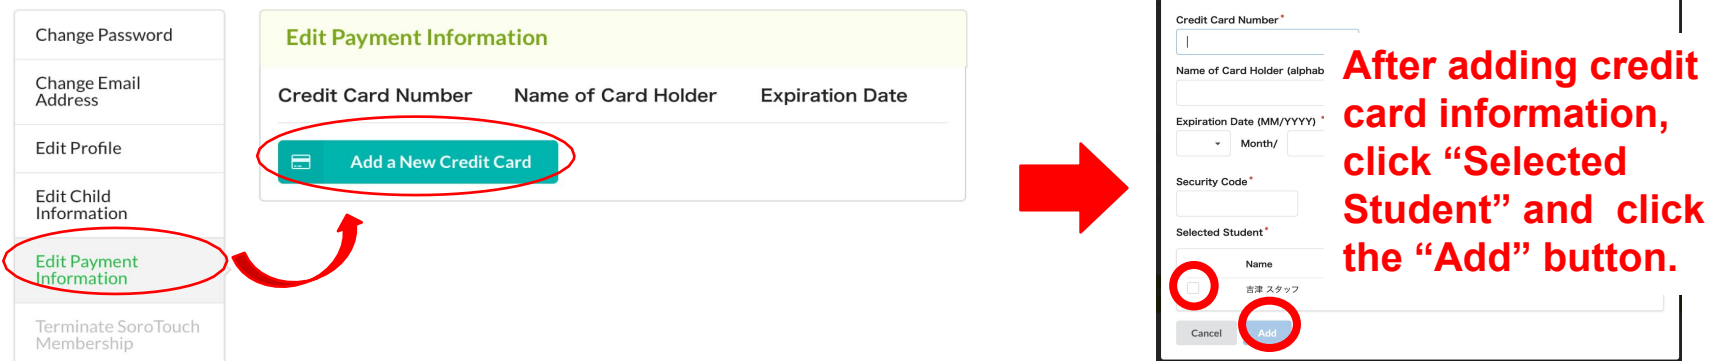 Change Password
Change Email
Address
Edit Profile
Edit Child
Information
Edit Payment
Information
Terminate SoroTouch
Membership
Edit Payment Information
Credit Card Number Name of Card Holder Expiration Date
Add a New Credit Card
Credit Card Number*
Name of Card Holder (alphab
Expiration Date (MM/YYYY) *
Month/
Security Code*
Selected Student*
Name
吉津 スタッフ
Cancel Add
After adding credit
card information,
click “Selected
Student” and click
the “Add” button.